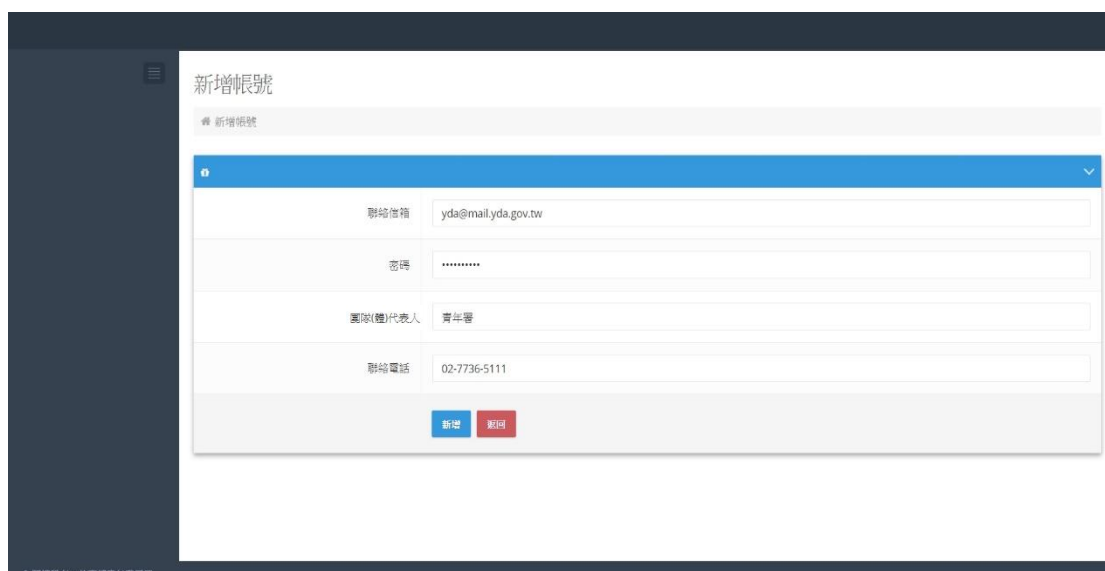 新增帳號
新增帳號
聯絡信箱 yda@mail.yda.gov.tw
密碼 ••••••••••
團隊(體)代表人 青年署
聯絡電話 02-7736-5111
新增 返回